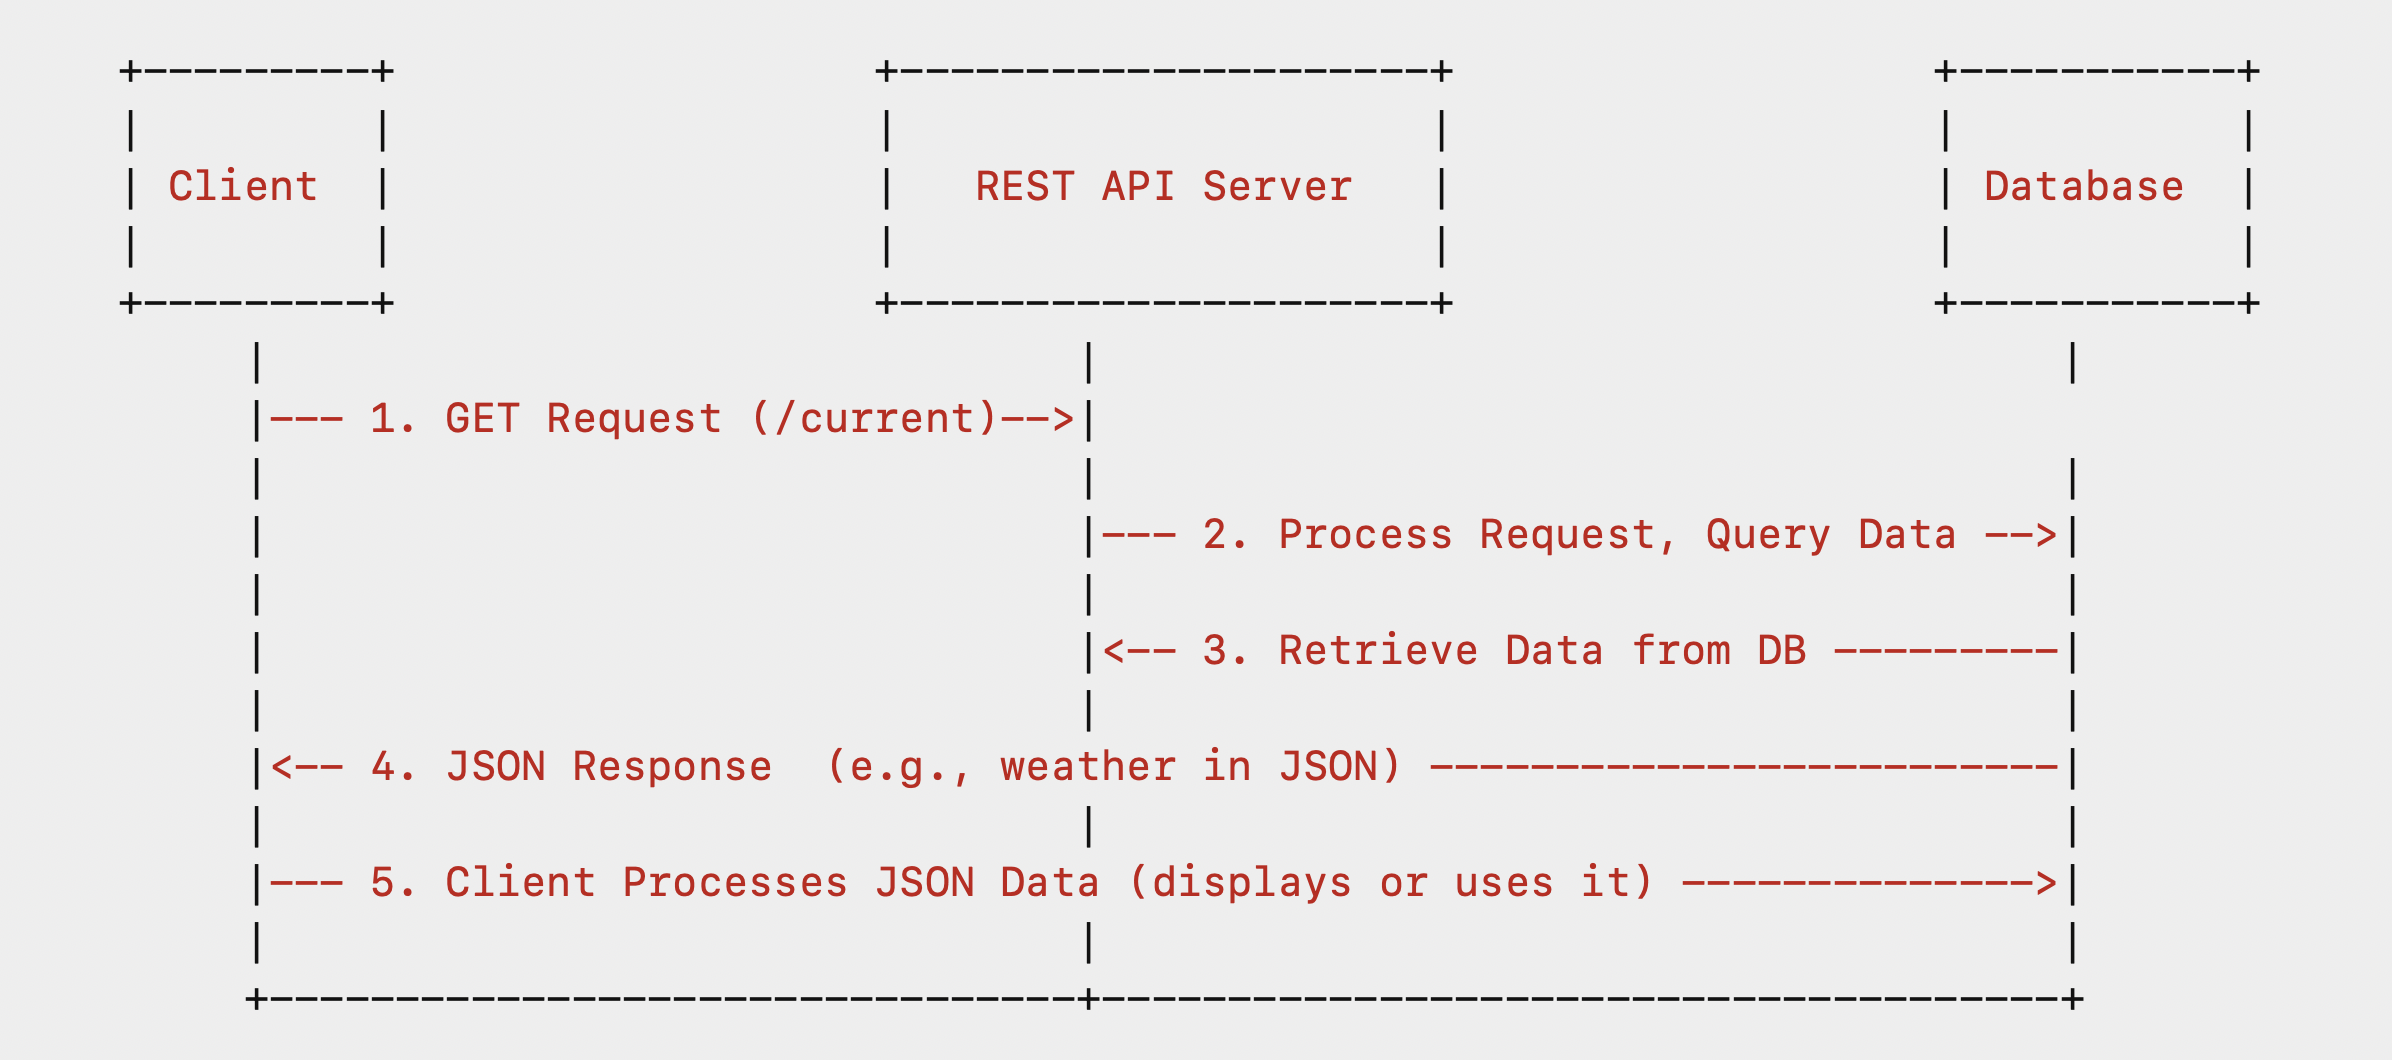 Client REST API Server Database
--- 1. GET Request (/current)-->
--- 2. Process Request, Query Data -->
<-- 3. Retrieve Data from DB ---------
<-- 4. JSON Response  (e.g., weather in JSON) -------------------------
--- 5. Client Processes JSON Data (displays or uses it) -------------->